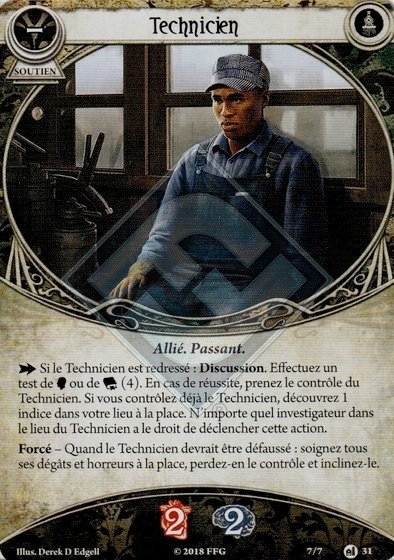 Technicien
SOUTIEN
Allié. Passant.
Si le Technicien est redressé : Discussion. Effectuez un
test de ou de (4). En cas de réussite, prenez le contrôle du
Technicien. Si vous contrôlez déjà le Technicien, découvrez 1
indice dans votre lieu à la place. N'importe quel investigateur dans
le lieu du Technicien a le droit de déclencher cette action.
Forcé – Quand le Technicien devrait être défaussé : soignez tous
ses dégâts et horreurs à la place, perdez-en le contrôle et inclinez-le.
2 2
Illus. Derek D Edgell © 2018 FFG 7/7 31